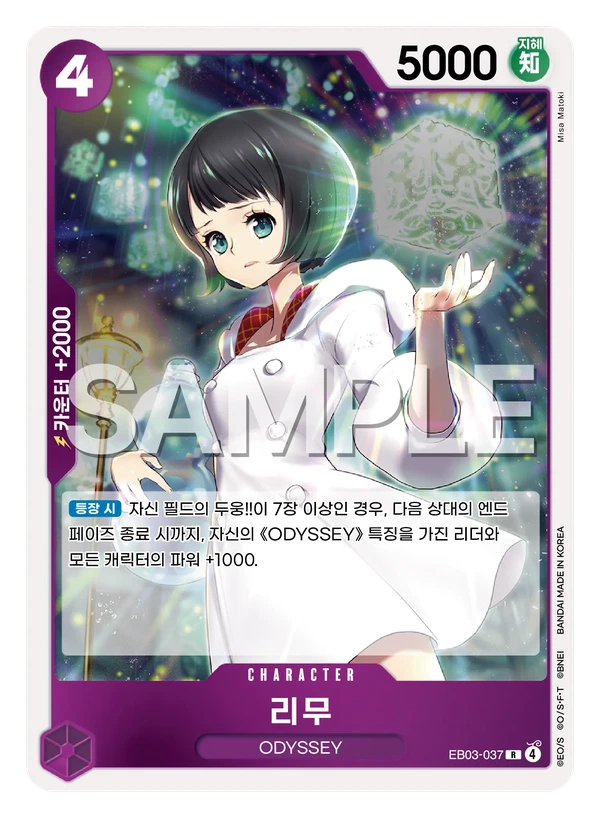 4
5000
지혜
知
Misa Matoki
카운터 +2000
SAMPLE
등장 시 자신 필드의 두웅!!이 7장 이상인 경우, 다음 상대의 엔드
페이즈 종료 시까지, 자신의 《ODYSSEY》 특징을 가진 리더와
모든 캐릭터의 파워 +1000.
CHARACTER
리무
ODYSSEY
EB03-037 R 4
©EO/S ©O/S·F·T ©BNEI BANDAI MADE IN KOREA